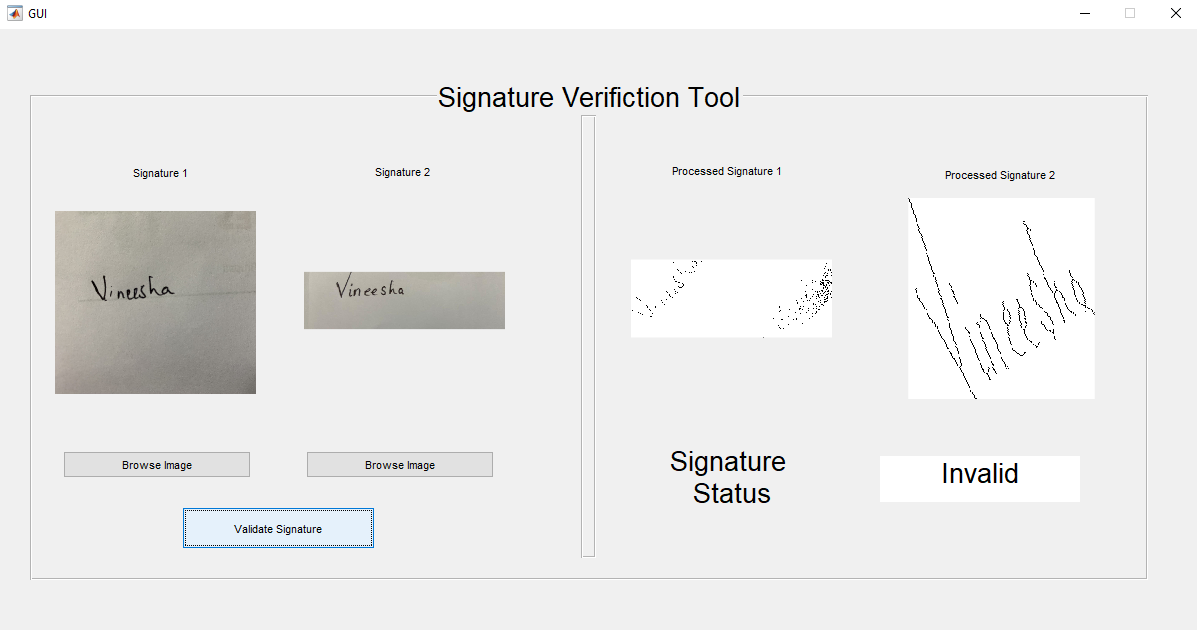 GUI
Signature Verifiction Tool
Signature 1
Signature 2
Vineesha
Vineesha
Browse Image
Browse Image
Validate Signature
Processed Signature 1
Processed Signature 2
Signature
Status
Invalid